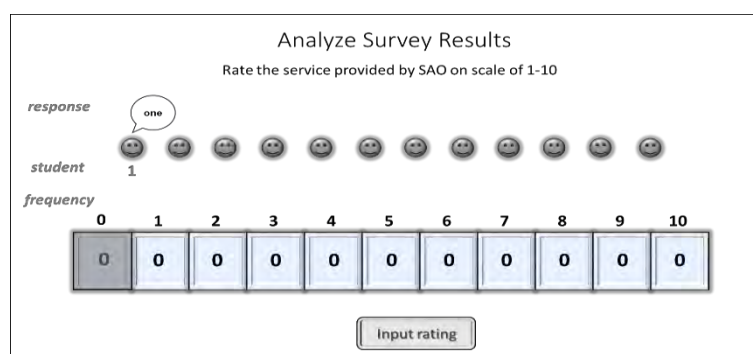 Analyze Survey Results
Rate the service provided by SAO on scale of 1-10
response
one
student
1
frequency
0 1 2 3 4 5 6 7 8 9 10
0 0 0 0 0 0 0 0 0 0 0
Input rating